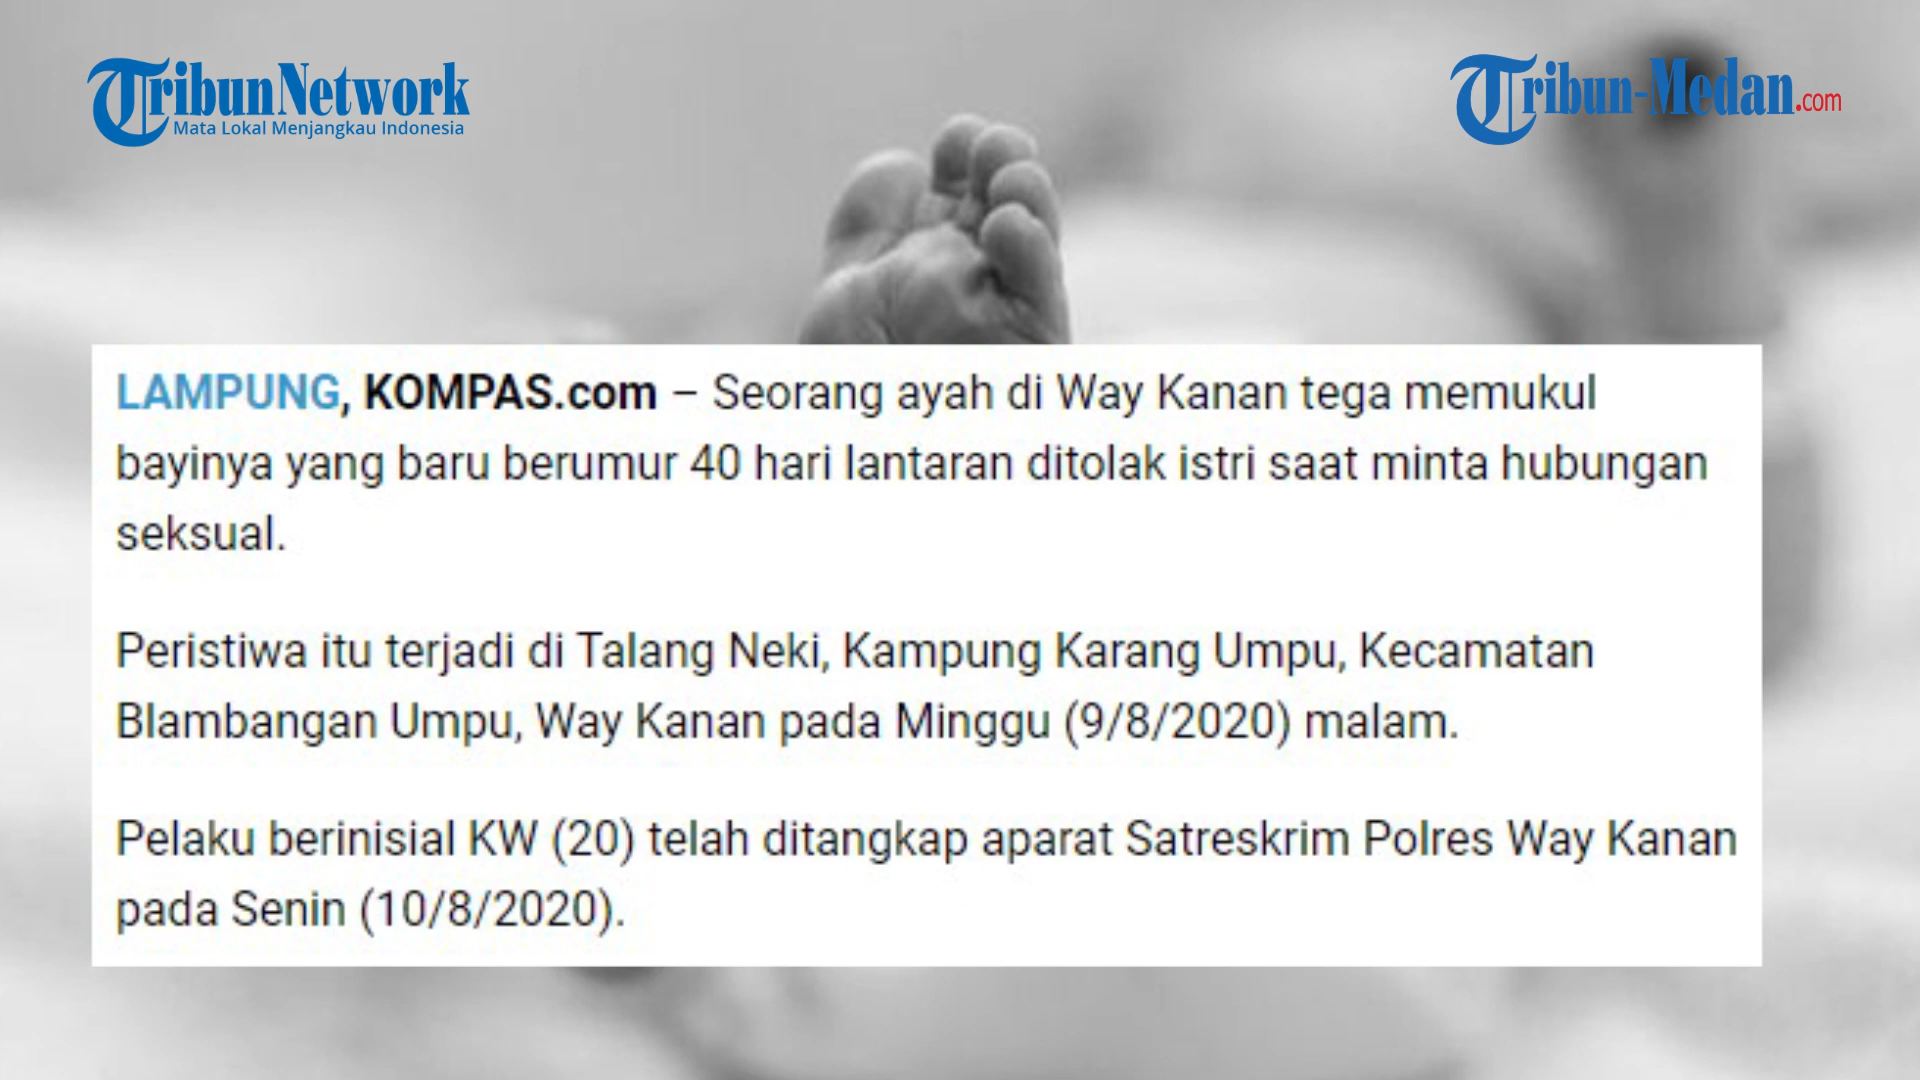 TribunNetwork
Mata Lokal Menjangkau Indonesia
Tribun-Medan.com
LAMPUNG, KOMPAS.com – Seorang ayah di Way Kanan tega memukul
bayinya yang baru berumur 40 hari lantaran ditolak istri saat minta hubungan
seksual.
Peristiwa itu terjadi di Talang Neki, Kampung Karang Umpu, Kecamatan
Blambangan Umpu, Way Kanan pada Minggu (9/8/2020) malam.
Pelaku berinisial KW (20) telah ditangkap aparat Satreskrim Polres Way Kanan
pada Senin (10/8/2020).